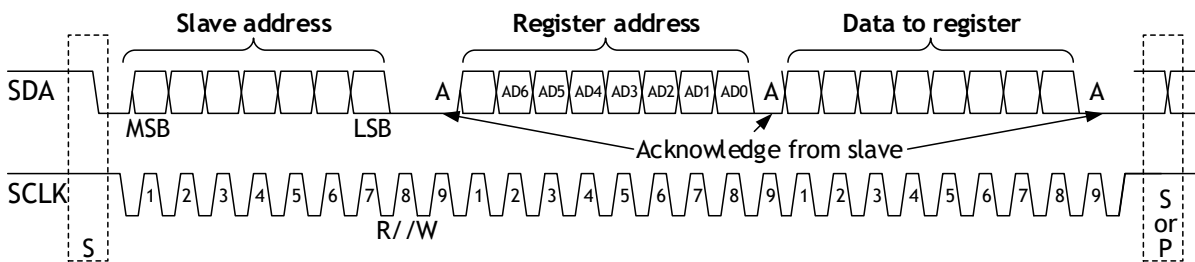 Slave address Register address Data to register
SDA A AD6 AD5 AD4 AD3 AD2 AD1 AD0 A A
MSB LSB
Acknowledge from slave
SCLK 1 2 3 4 5 6 7 8 9 1 2 3 4 5 6 7 8 9 1 2 3 4 5 6 7 8 9 S
R//W or
S P